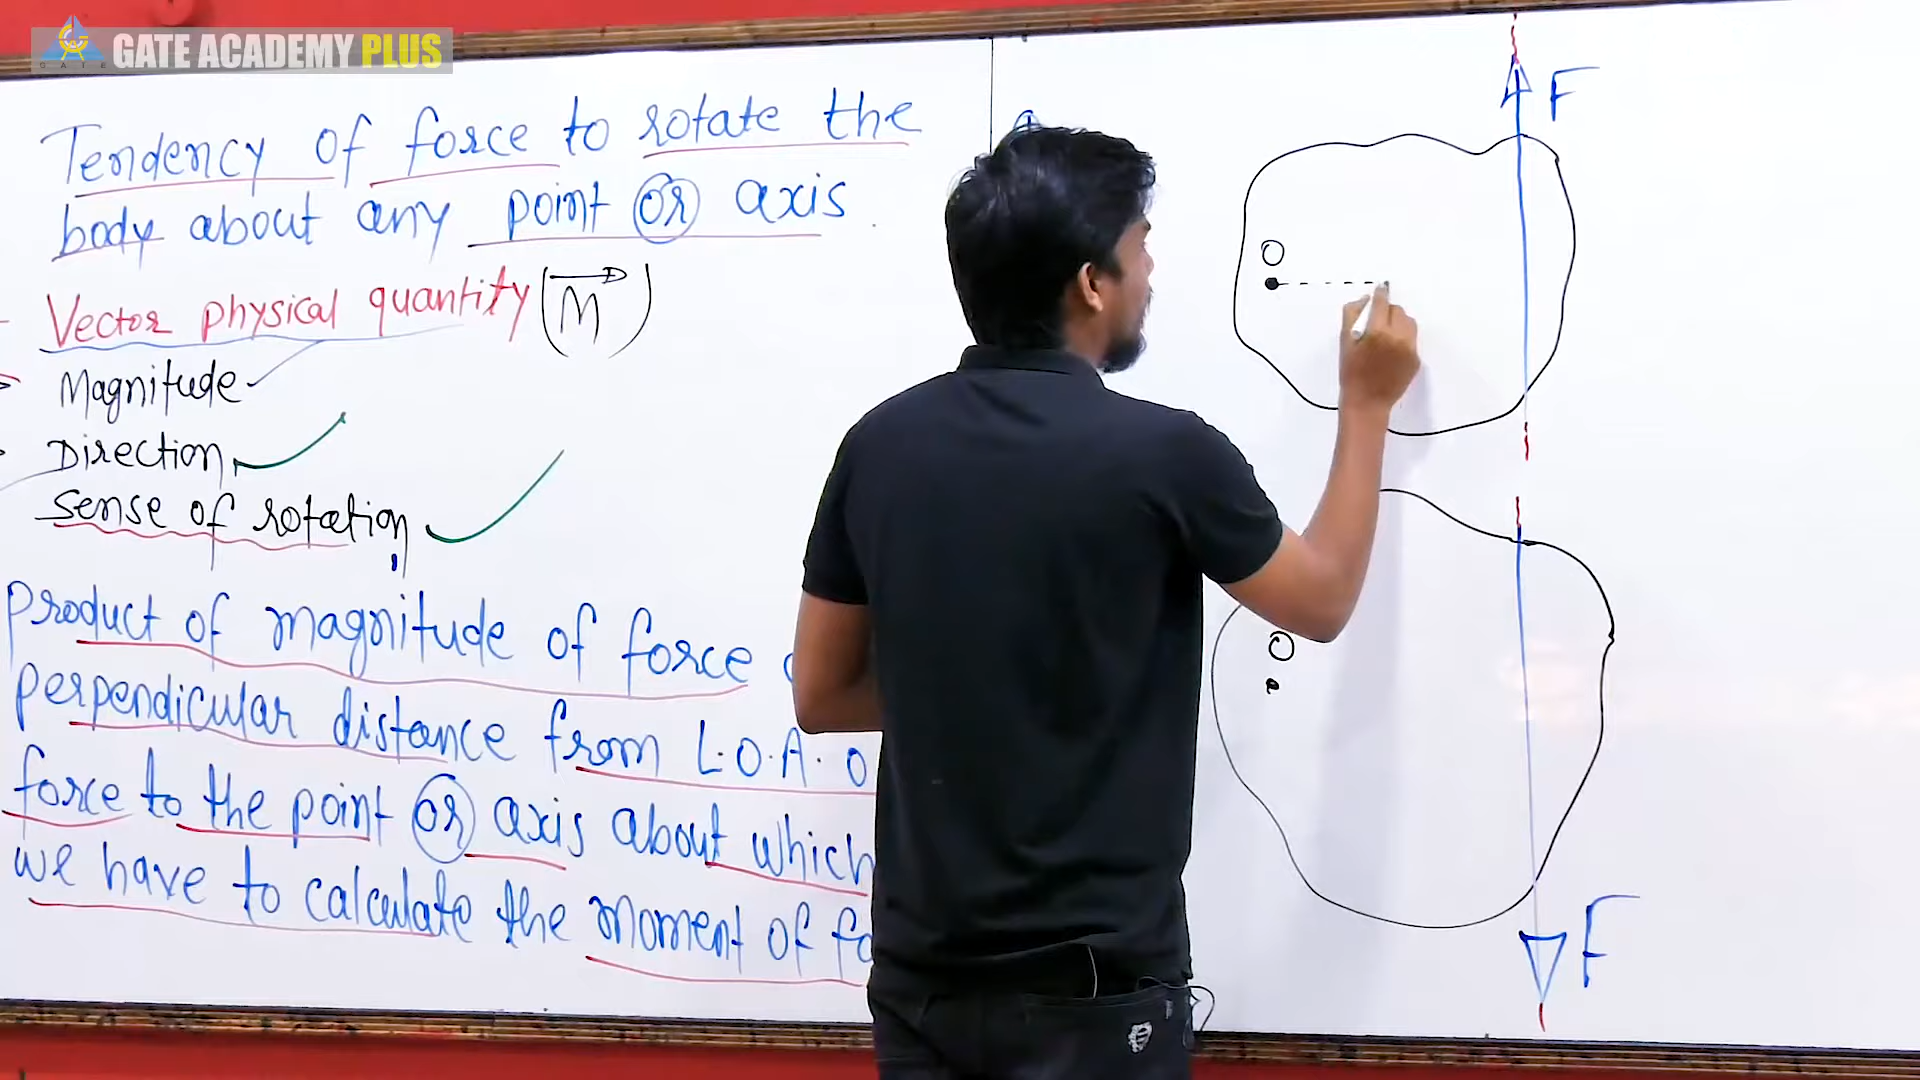 GATE ACADEMY PLUS
GATE
Tendency of force to rotate the
body about any point or axis.
Vector physical quantity (M)
Magnitude
Direction
Sense of rotation
product of magnitude of force
perpendicular distance from L.O.A. o
force to the point or axis about which
we have to calculate the moment of fo
F
O
O
F